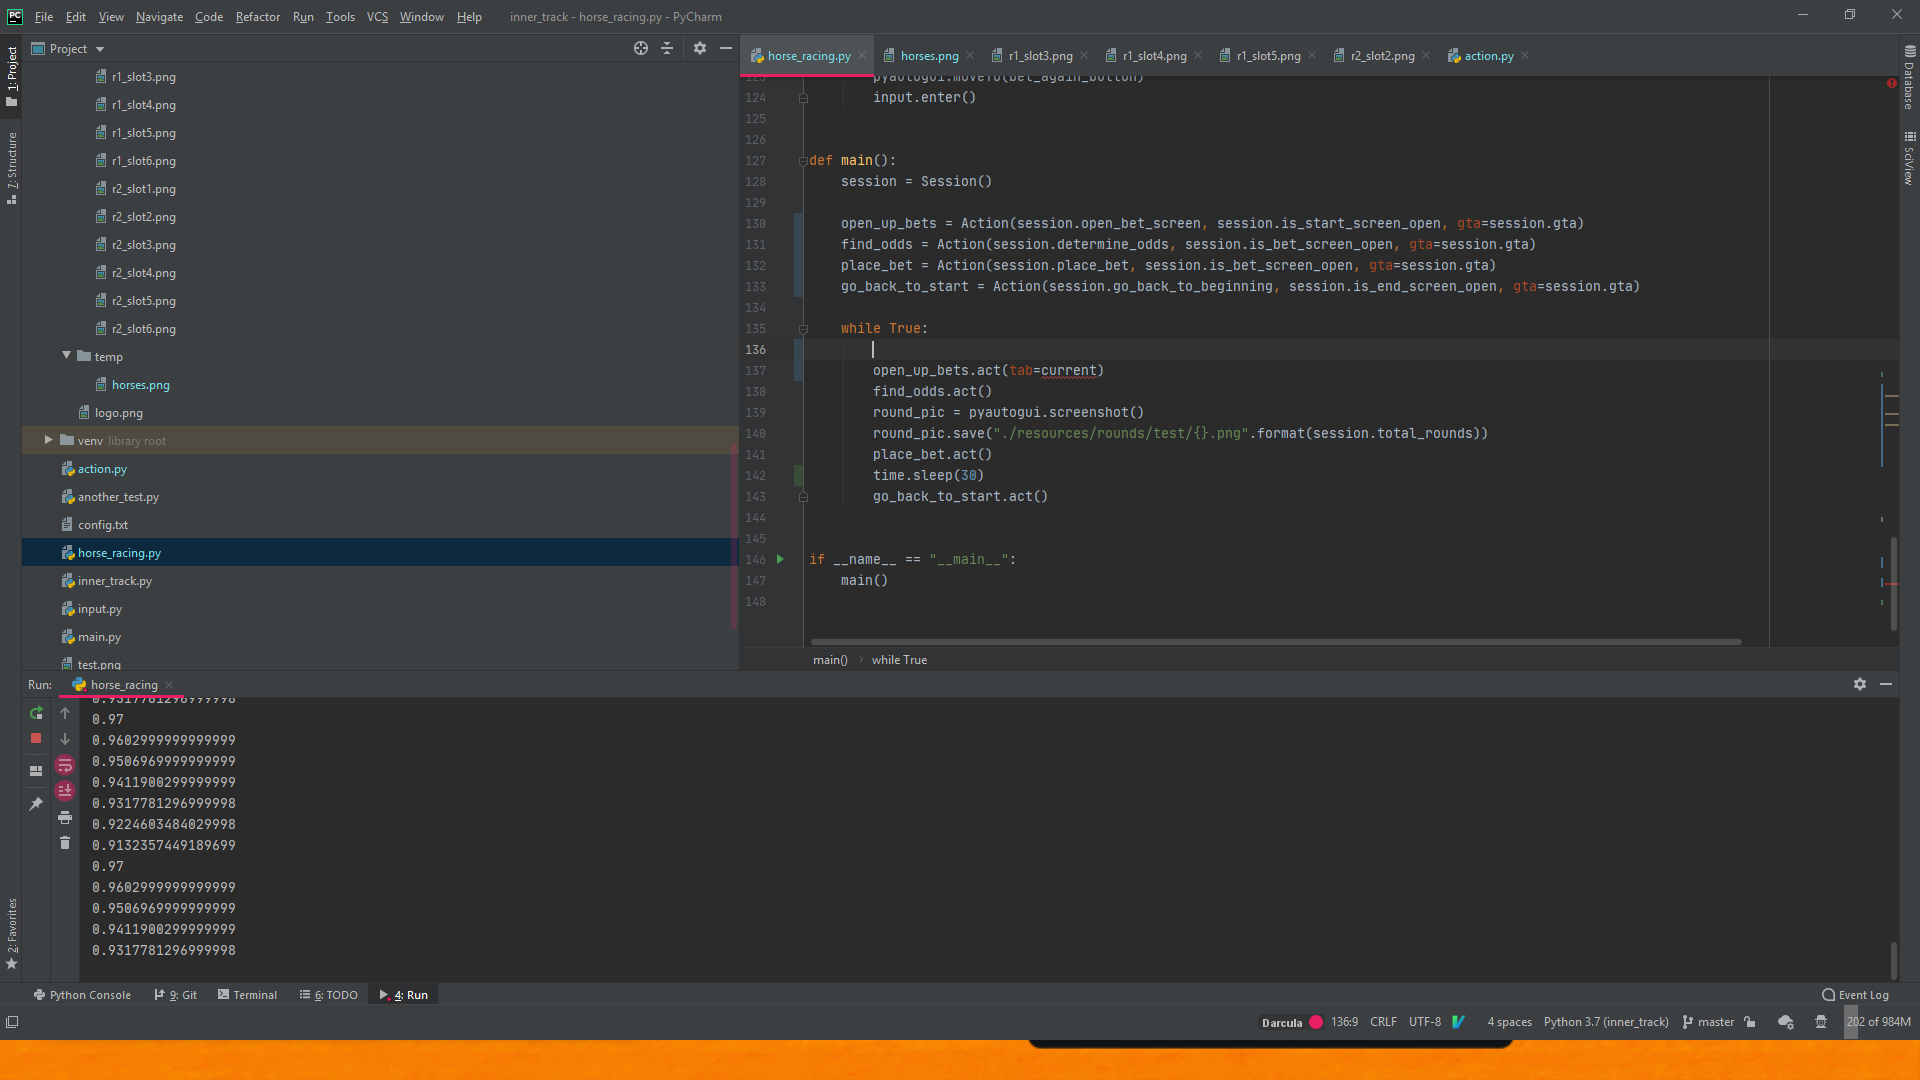 File Edit View Navigate Code Refactor Run Tools VCS Window Help inner_track - horse_racing.py - PyCharm
Project
horse_racing.py horses.png r1_slot3.png r1_slot4.png r1_slot5.png r2_slot2.png action.py
1: Project
7: Structure
2: Favorites
Database
SciView
r1_slot3.png
r1_slot4.png
r1_slot5.png
r1_slot6.png
r2_slot1.png
r2_slot2.png
r2_slot3.png
r2_slot4.png
r2_slot5.png
r2_slot6.png
temp
horses.png
logo.png
venv library root
action.py
another_test.py
config.txt
horse_racing.py
inner_track.py
input.py
main.py
test.png
123 pyautogui.moveTo(bet_again_button)
124 input.enter()
125
126
127 def main():
128 session = Session()
129
130 open_up_bets = Action(session.open_bet_screen, session.is_start_screen_open, gta=session.gta)
131 find_odds = Action(session.determine_odds, session.is_bet_screen_open, gta=session.gta)
132 place_bet = Action(session.place_bet, session.is_bet_screen_open, gta=session.gta)
133 go_back_to_start = Action(session.go_back_to_beginning, session.is_end_screen_open, gta=session.gta)
134
135 while True:
136
137 open_up_bets.act(tab=current)
138 find_odds.act()
139 round_pic = pyautogui.screenshot()
140 round_pic.save("./resources/rounds/test/{}.png".format(session.total_rounds))
141 place_bet.act()
142 time.sleep(30)
143 go_back_to_start.act()
144
145
146 if __name__ == "__main__":
147 main()
148
main() › while True
Run: horse_racing
0.9317781296999998
0.97
0.9602999999999999
0.9506969999999999
0.9411900299999999
0.9317781296999998
0.9224603484029998
0.9132357449189699
0.97
0.9602999999999999
0.9506969999999999
0.9411900299999999
0.9317781296999998
Python Console 9: Git Terminal 6: TODO 4: Run Event Log
Darcula 136:9 CRLF UTF-8 4 spaces Python 3.7 (inner_track) master 202 of 984M